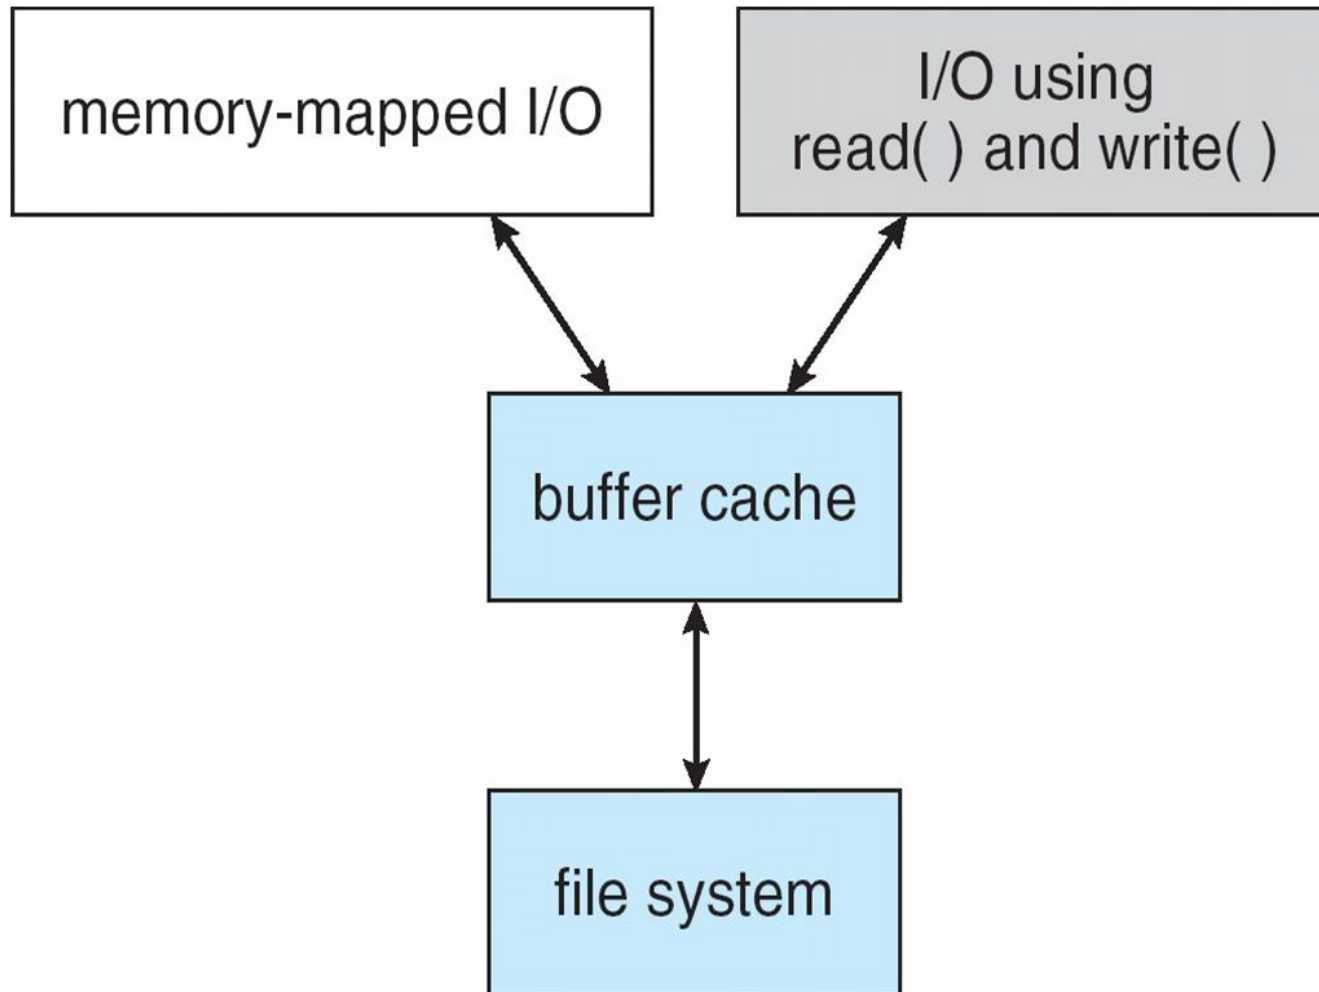 memory-mapped I/O
I/O using
read( ) and write( )
buffer cache
file system